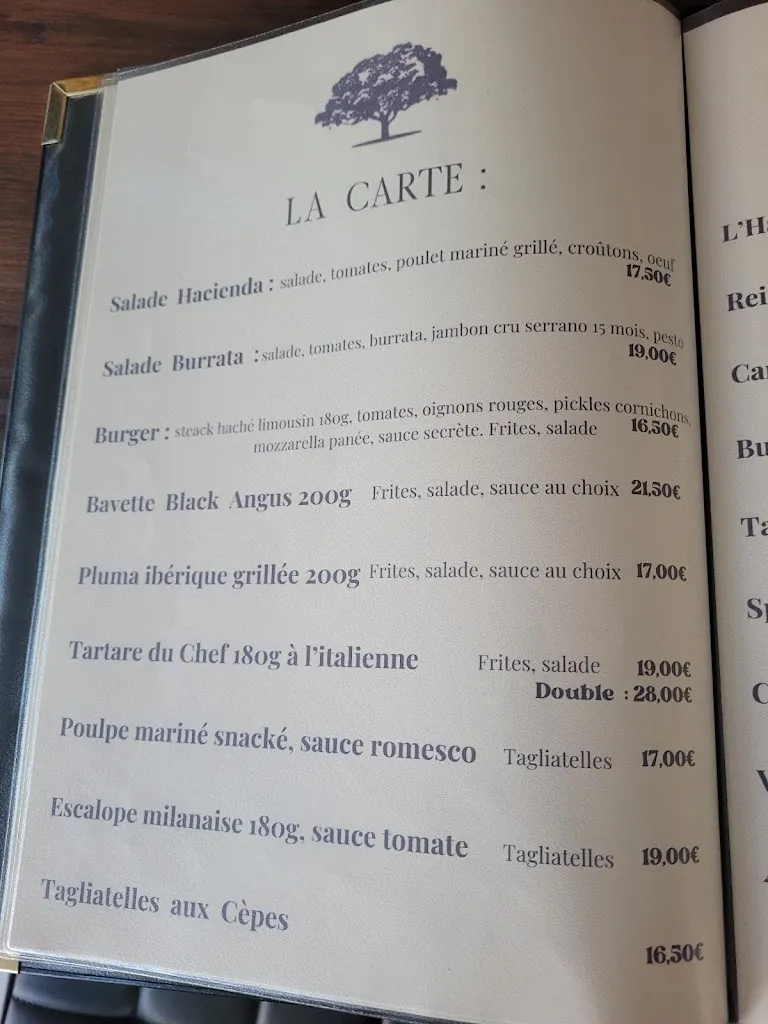 LA CARTE :
Salade Hacienda : salade, tomates, poulet mariné grillé, croûtons, oeuf
17,50€
Salade Burrata : salade, tomates, burrata, jambon cru serrano 15 mois, pesto
19,00€
Burger : steack haché limousin 180g, tomates, oignons rouges, pickles cornichons,
mozzarella panée, sauce secrète. Frites, salade 16,50€
Bavette Black Angus 200g Frites, salade, sauce au choix 21,50€
Pluma ibérique grillée 200g Frites, salade, sauce au choix 17,00€
Tartare du Chef 180g à l'italienne Frites, salade 19,00€
Double : 28,00€
Poulpe mariné snacké, sauce romesco Tagliatelles 17,00€
Escalope milanaise 180g, sauce tomate Tagliatelles 19,00€
Tagliatelles aux Cèpes
16,50€